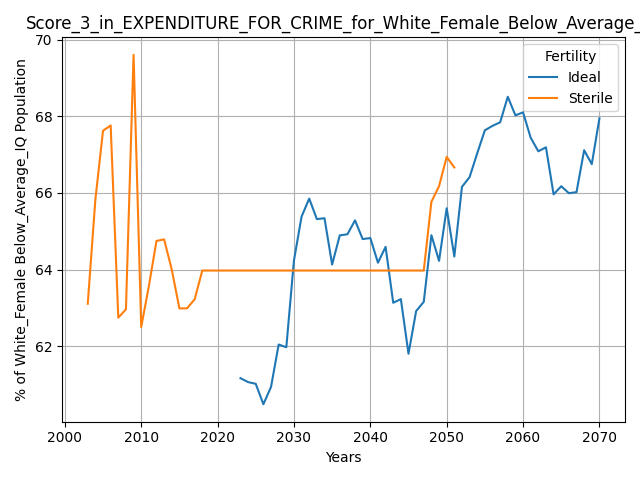 Score_3_in_EXPENDITURE_FOR_CRIME_for_White_Female_Below_Average_
Fertility
Ideal
Sterile
% of White_Female Below_Average_IQ Population
70
68
66
64
62
2000 2010 2020 2030 2040 2050 2060 2070
Years